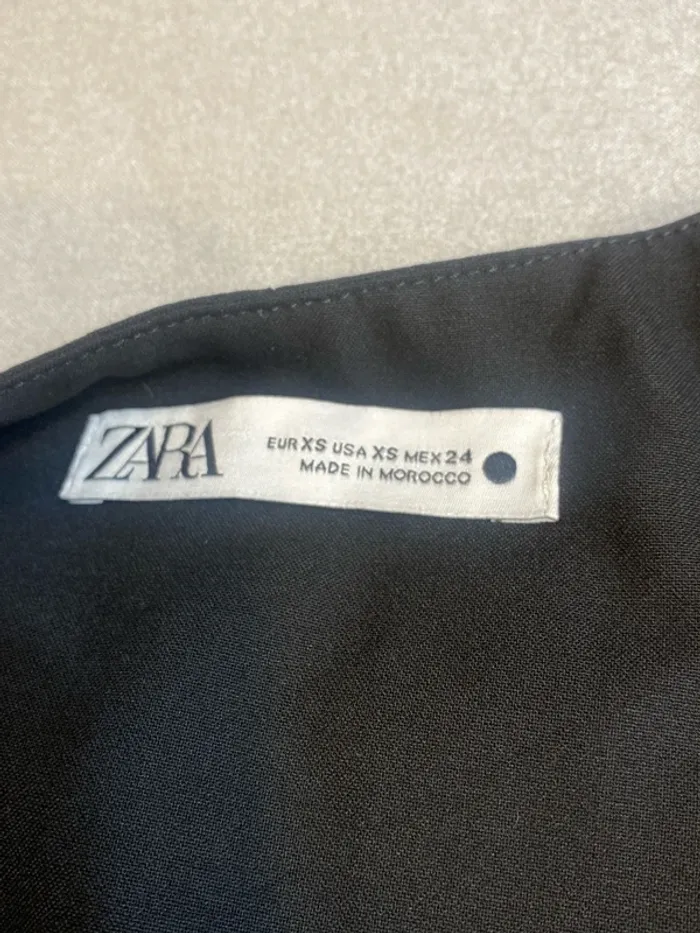 ZARA
EUR XS USA XS MEX 24
MADE IN MOROCCO